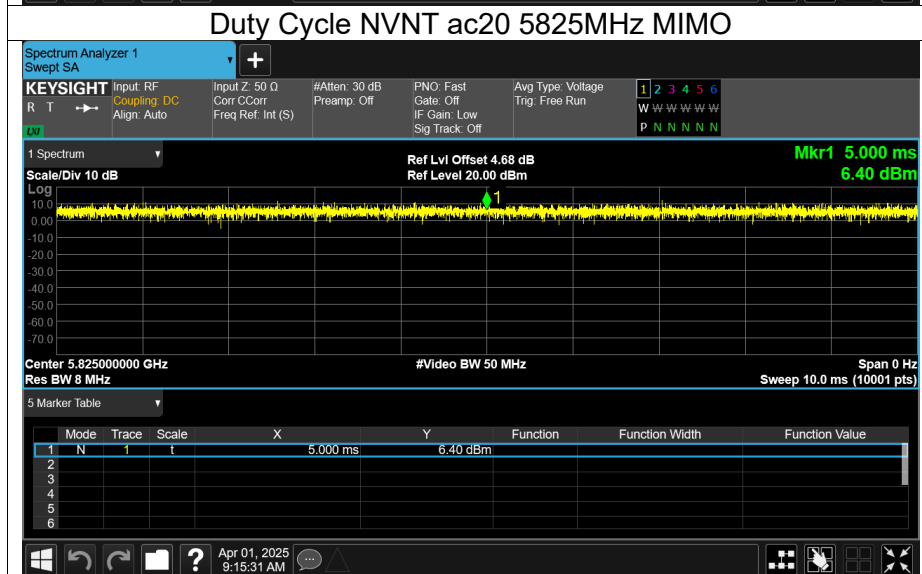 Duty Cycle NVNT ac20 5825MHz MIMO
Spectrum Analyzer 1
Swept SA
▼
+
KEYSIGHT Input: RF Input Z: 50 Ω #Atten: 30 dB PNO: Fast Avg Type: Voltage 1 2 3 4 5 6
R T Coupling: DC Corr CCorr Preamp: Off Gate: Off Trig: Free Run W W W W W W
Align: Auto Freq Ref: Int (S) IF Gain: Low
LXI Sig Track: Off P N N N N N
1 Spectrum ▼ Ref Lvl Offset 4.68 dB Mkr1 5.000 ms
Scale/Div 10 dB Ref Level 20.00 dBm 6.40 dBm
Log
1
10.0
0.00
-10.0
-20.0
-30.0
-40.0
-50.0
-60.0
-70.0
Center 5.825000000 GHz #Video BW 50 MHz Span 0 Hz
Res BW 8 MHz Sweep 10.0 ms (10001 pts)
5 Marker Table ▼
Mode Trace Scale X Y Function Function Width Function Value
1 N 1 t 5.000 ms 6.40 dBm
2
3
4
5
6
? Apr 01, 2025
9:15:31 AM